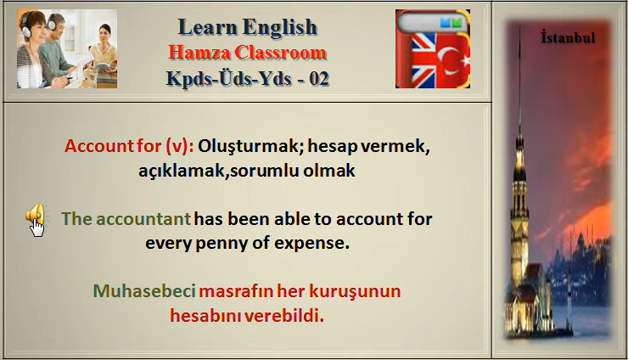 Learn English
Hamza Classroom
Kpds-Üds-Yds - 02
İstanbul
Account for (v): Oluşturmak; hesap vermek,
açıklamak,sorumlu olmak
The accountant has been able to account for
every penny of expense.
Muhasebeci masrafın her kuruşunun
hesabını verebildi.